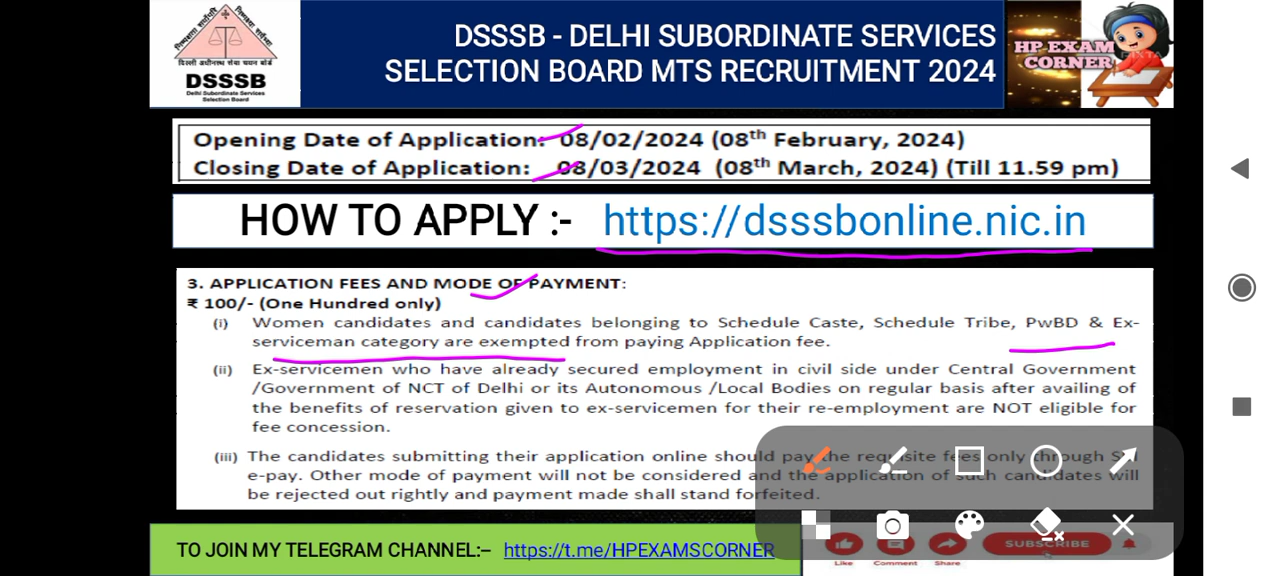 DSSSB - DELHI SUBORDINATE SERVICES
SELECTION BOARD MTS RECRUITMENT 2024
दिल्ली अधीनस्थ सेवा चयन बोर्ड
DSSSB
Delhi Subordinate Services
Selection Board
HP EXAM
CORNER
Opening Date of Application: 08/02/2024 (08th February, 2024)
Closing Date of Application: 08/03/2024 (08th March, 2024) (Till 11.59 pm)
HOW TO APPLY :- https://dsssbonline.nic.in
3. APPLICATION FEES AND MODE OF PAYMENT:
₹ 100/- (One Hundred only)
(i) Women candidates and candidates belonging to Schedule Caste, Schedule Tribe, PwBD & Ex-
serviceman category are exempted from paying Application fee.
(ii) Ex-servicemen who have already secured employment in civil side under Central Government
/Government of NCT of Delhi or its Autonomous /Local Bodies on regular basis after availing of
the benefits of reservation given to ex-servicemen for their re-employment are NOT eligible for
fee concession.
(iii) The candidates submitting their application online should pay the requisite fees only through
e-pay. Other mode of payment will not be considered and the application of such candidates will
be rejected out rightly and payment made shall stand forfeited.
TO JOIN MY TELEGRAM CHANNEL:– https://t.me/HPEXAMSCORNER
SUBSCRIBE
Like Comment Share